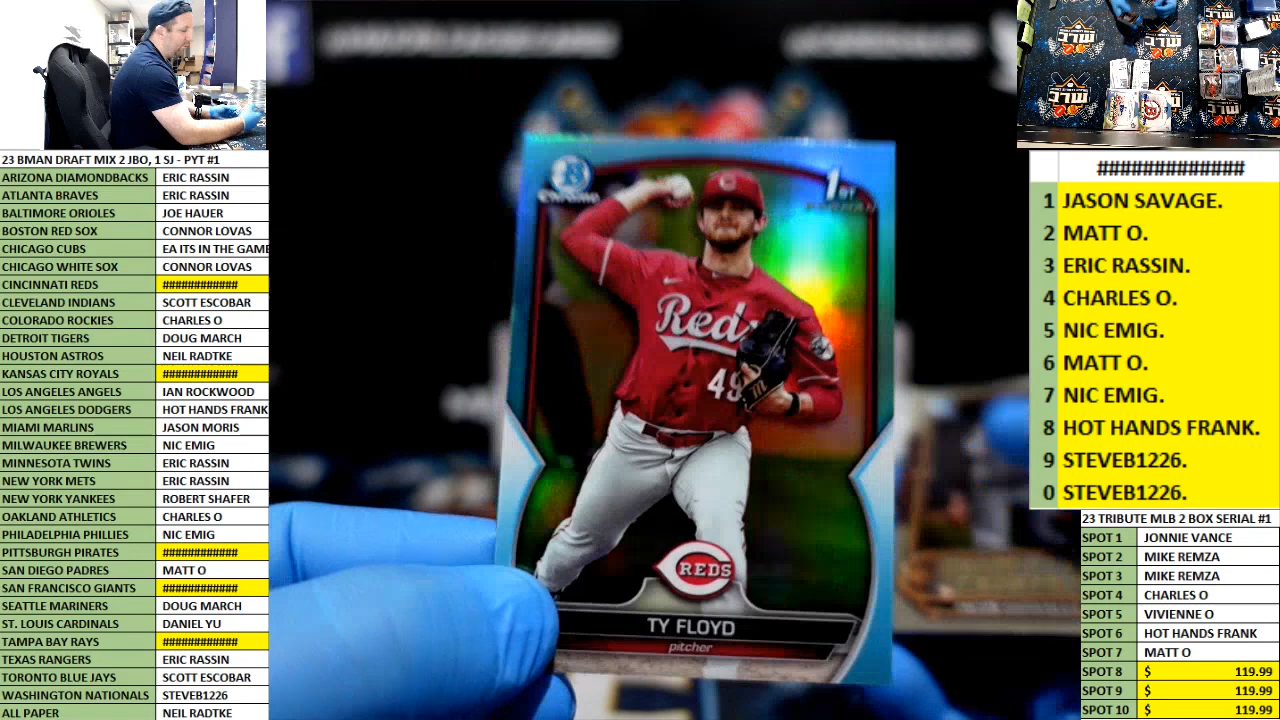 23 BMAN DRAFT MIX 2 JBO, 1 SJ - PYT #1
ARIZONA DIAMONDBACKS ERIC RASSIN
ATLANTA BRAVES ERIC RASSIN
BALTIMORE ORIOLES JOE HAUER
BOSTON RED SOX CONNOR LOVAS
CHICAGO CUBS EA ITS IN THE GAME
CHICAGO WHITE SOX CONNOR LOVAS
CINCINNATI REDS ############
CLEVELAND INDIANS SCOTT ESCOBAR
COLORADO ROCKIES CHARLES O
DETROIT TIGERS DOUG MARCH
HOUSTON ASTROS NEIL RADTKE
KANSAS CITY ROYALS ############
LOS ANGELES ANGELS IAN ROCKWOOD
LOS ANGELES DODGERS HOT HANDS FRANK
MIAMI MARLINS JASON MORIS
MILWAUKEE BREWERS NIC EMIG
MINNESOTA TWINS ERIC RASSIN
NEW YORK METS ERIC RASSIN
NEW YORK YANKEES ROBERT SHAFER
OAKLAND ATHLETICS CHARLES O
PHILADELPHIA PHILLIES NIC EMIG
PITTSBURGH PIRATES ############
SAN DIEGO PADRES MATT O
SAN FRANCISCO GIANTS ############
SEATTLE MARINERS DOUG MARCH
ST. LOUIS CARDINALS DANIEL YU
TAMPA BAY RAYS ############
TEXAS RANGERS ERIC RASSIN
TORONTO BLUE JAYS SCOTT ESCOBAR
WASHINGTON NATIONALS STEVEB1226
ALL PAPER NEIL RADTKE
B
CHROME
1ST
Reds
49
REDS
TY FLOYD
pitcher
##############
1 JASON SAVAGE.
2 MATT O.
3 ERIC RASSIN.
4 CHARLES O.
5 NIC EMIG.
6 MATT O.
7 NIC EMIG.
8 HOT HANDS FRANK.
9 STEVEB1226.
0 STEVEB1226.
23 TRIBUTE MLB 2 BOX SERIAL #1
SPOT 1 JONNIE VANCE
SPOT 2 MIKE REMZA
SPOT 3 MIKE REMZA
SPOT 4 CHARLES O
SPOT 5 VIVIENNE O
SPOT 6 HOT HANDS FRANK
SPOT 7 MATT O
SPOT 8 $ 119.99
SPOT 9 $ 119.99
SPOT 10 $ 119.99